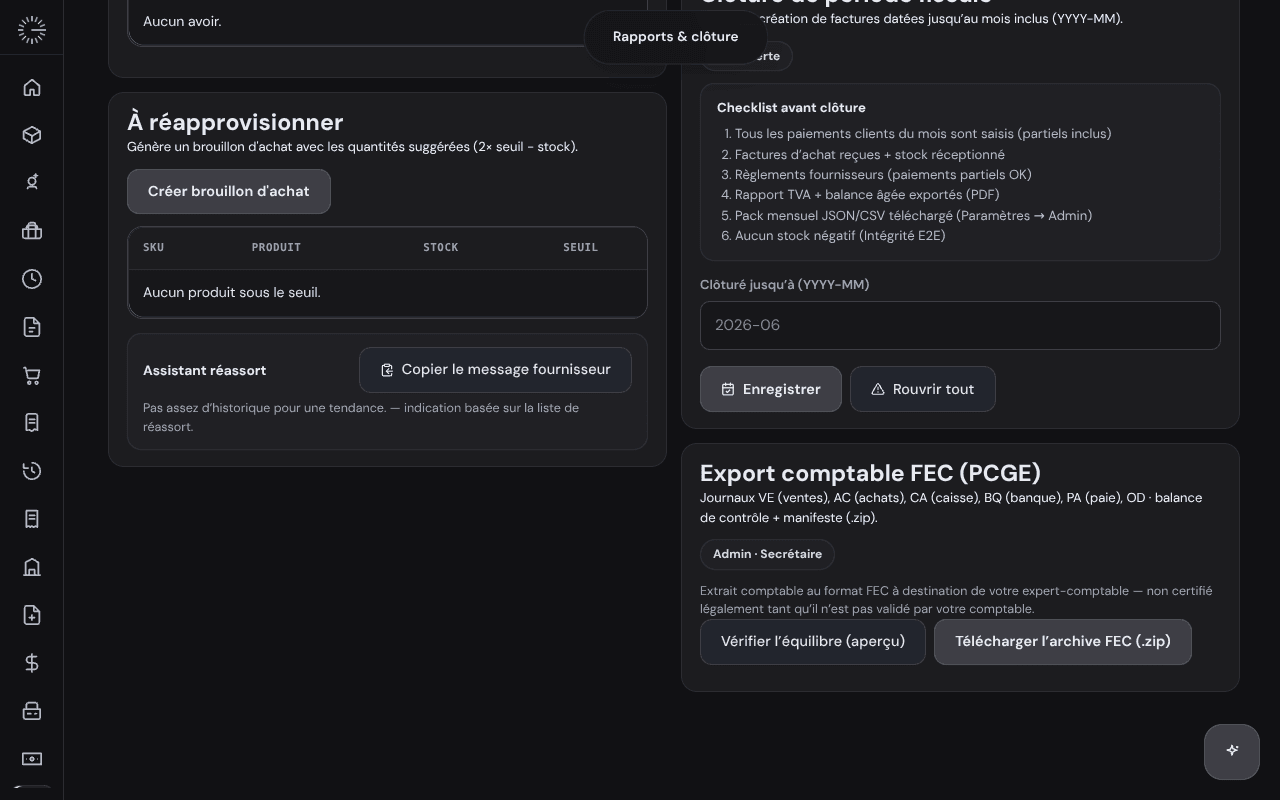 Aucun avoir.
À réapprovisionner
Génère un brouillon d'achat avec les quantités suggérées (2× seuil − stock).
Créer brouillon d'achat
SKU PRODUIT STOCK SEUIL
Aucun produit sous le seuil.
Assistant réassort
Copier le message fournisseur
Pas assez d’historique pour une tendance. — indication basée sur la liste de
réassort.
Rapports & clôture
création de factures datées jusqu’au mois inclus (YYYY-MM).
Checklist avant clôture
1. Tous les paiements clients du mois sont saisis (partiels inclus)
2. Factures d’achat reçues + stock réceptionné
3. Règlements fournisseurs (paiements partiels OK)
4. Rapport TVA + balance âgée exportés (PDF)
5. Pack mensuel JSON/CSV téléchargé (Paramètres → Admin)
6. Aucun stock négatif (Intégrité E2E)
Clôturé jusqu’à (YYYY-MM)
2026-06
Enregistrer
Rouvrir tout
Export comptable FEC (PCGE)
Journaux VE (ventes), AC (achats), CA (caisse), BQ (banque), PA (paie), OD · balance
de contrôle + manifeste (.zip).
Admin · Secrétaire
Extrait comptable au format FEC à destination de votre expert-comptable — non certifié
légalement tant qu’il n’est pas validé par votre comptable.
Vérifier l’équilibre (aperçu)
Télécharger l’archive FEC (.zip)